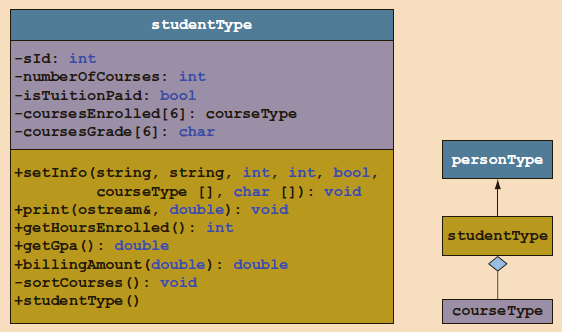 studentType
-sId: int
-numberOfCourses: int
-isTuitionPaid: bool
-coursesEnrolled[6]: courseType
-coursesGrade[6]: char
+setInfo(string, string, int, int, bool,
courseType [], char []): void
+print(ostream&, double): void
+getHoursEnrolled(): int
+getGpa(): double
+billingAmount(double): double
-sortCourses(): void
+studentType()
personType
studentType
courseType